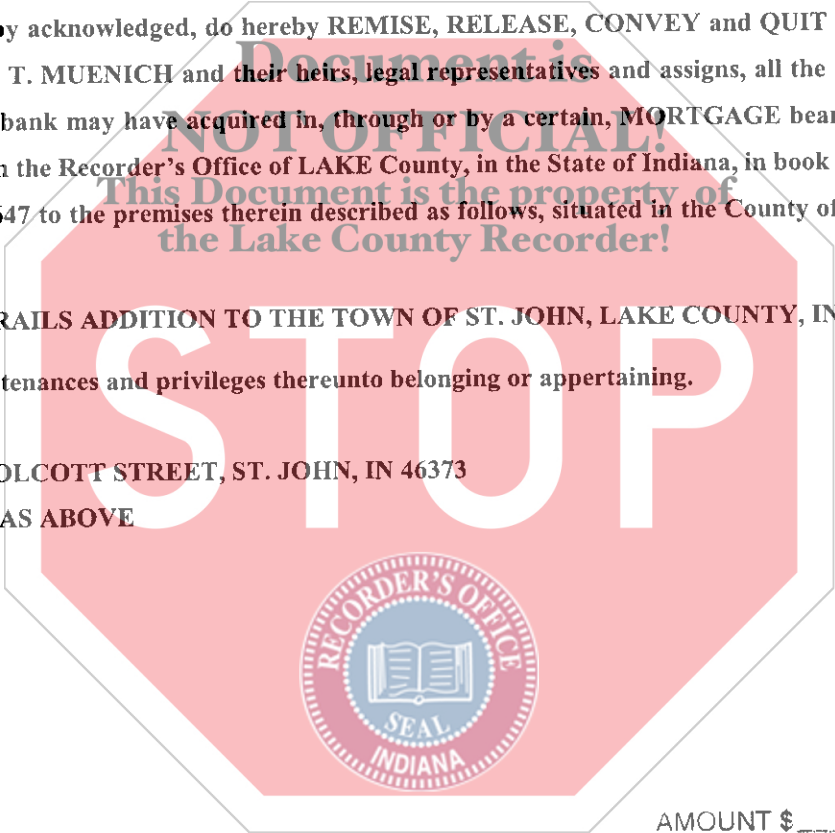 by acknowledged, do hereby REMISE, RELEASE, CONVEY and QUIT
Document is
T. MUENICH and their heirs, legal representatives and assigns, all the
NOT OFFICIAL!
bank may have acquired in, through or by a certain, MORTGAGE bear
the Recorder's Office of LAKE County, in the State of Indiana, in book
This Document is the property of
647 to the premises therein described as follows, situated in the County of
the Lake County Recorder!
RAILS ADDITION TO THE TOWN OF ST. JOHN, LAKE COUNTY, IN
STOP
tenances and privileges thereunto belonging or appertaining.
OLCOTT STREET, ST. JOHN, IN 46373
AS ABOVE
RECORDER'S OFFICE
SEAL
INDIANA
AMOUNT $